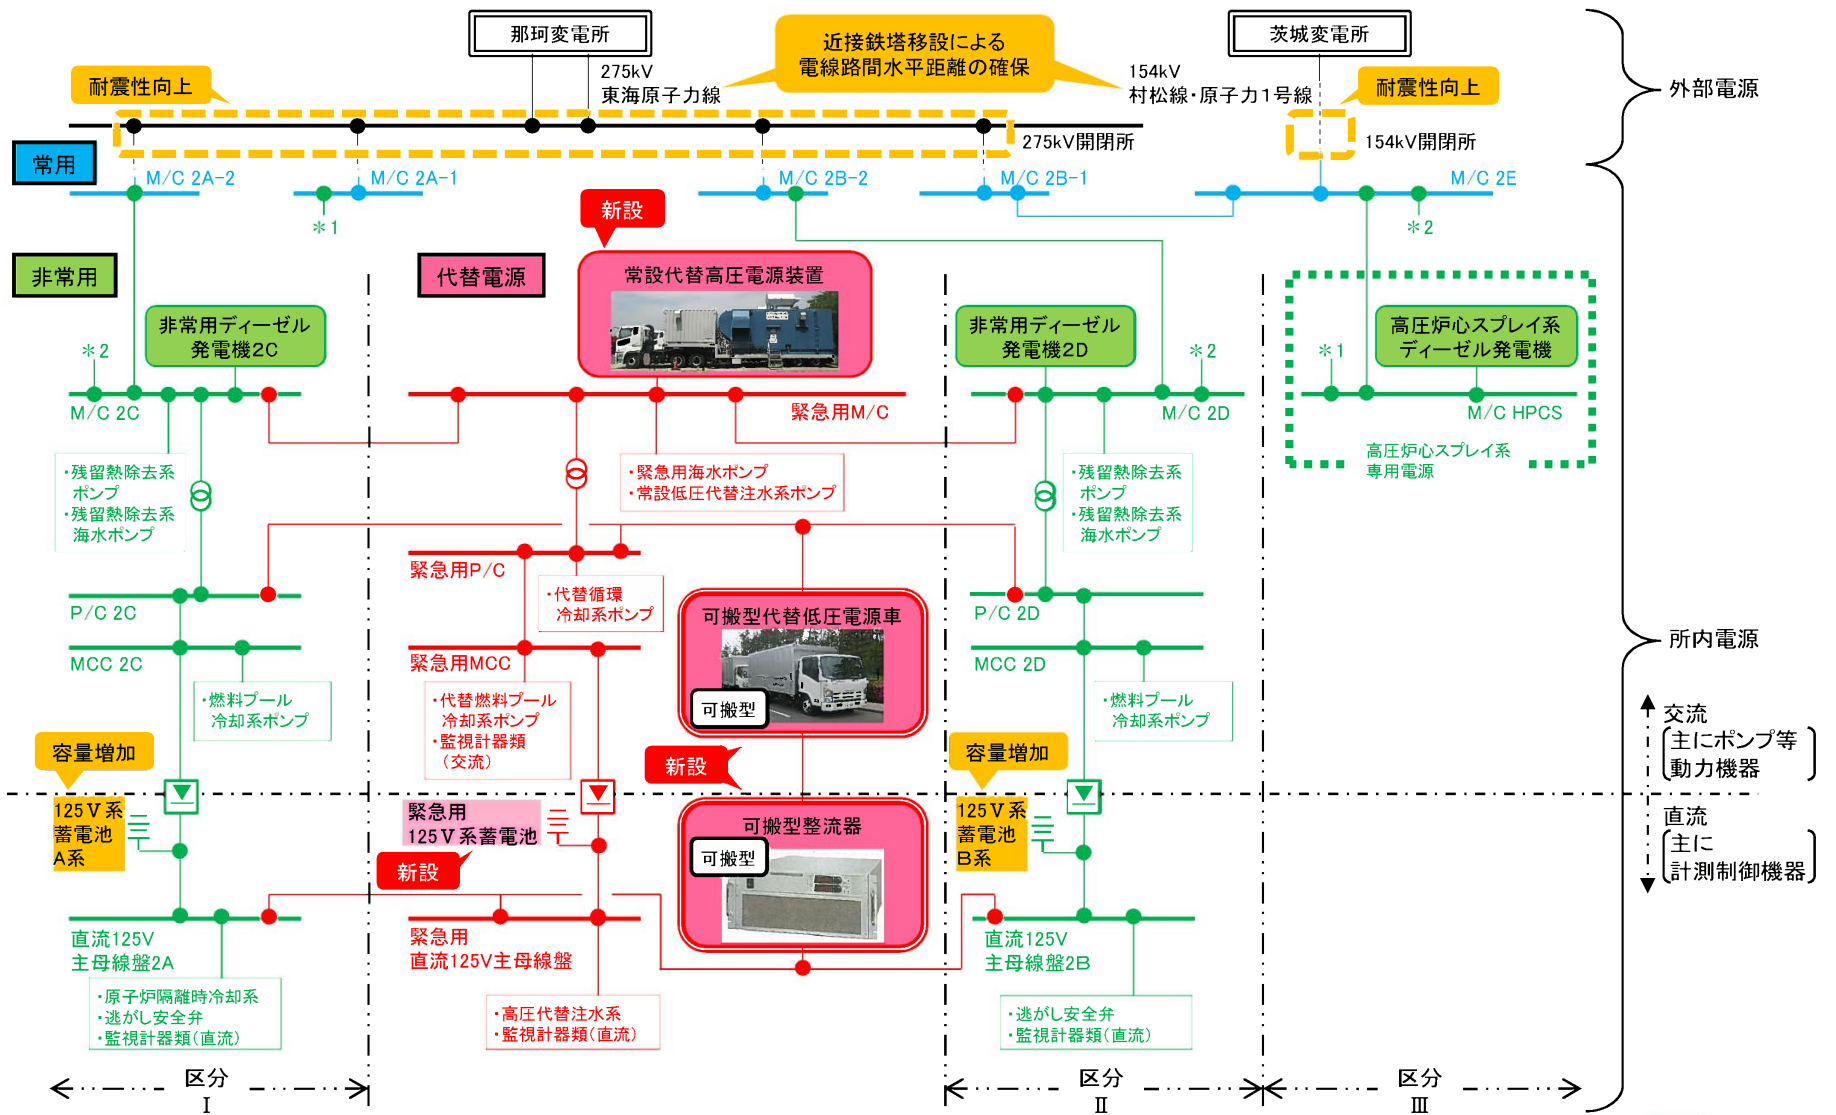 那珂変電所
近接鉄塔移設による
電線路間水平距離の確保
茨城変電所
275kV
東海原子力線
154kV
村松線・原子力1号線
耐震性向上
耐震性向上
外部電源
275kV開閉所
154kV開閉所
常用
M/C 2A-2
M/C 2A-1
M/C 2B-2
M/C 2B-1
M/C 2E
新設
＊1
＊2
非常用
代替電源
常設代替高圧電源装置
非常用ディーゼル
発電機2C
非常用ディーゼル
発電機2D
高圧炉心スプレイ系
ディーゼル発電機
＊2
＊2
＊1
M/C 2C
緊急用M/C
M/C 2D
M/C HPCS
高圧炉心スプレイ系
専用電源
・残留熱除去系
ポンプ
・残留熱除去系
海水ポンプ
・緊急用海水ポンプ
・常設低圧代替注水系ポンプ
・残留熱除去系
ポンプ
・残留熱除去系
海水ポンプ
緊急用P/C
・代替循環
冷却系ポンプ
P/C 2C
P/C 2D
可搬型代替低圧電源車
可搬型
所内電源
MCC 2C
緊急用MCC
MCC 2D
・燃料プール
冷却系ポンプ
・代替燃料プール
冷却系ポンプ
・監視計器類
（交流）
・燃料プール
冷却系ポンプ
交流
主にポンプ等
動力機器
容量増加
新設
容量増加
125V系
蓄電池
A系
緊急用
125V系蓄電池
新設
可搬型整流器
可搬型
125V系
蓄電池
B系
直流
主に
計測制御機器
直流125V
主母線盤2A
緊急用
直流125V主母線盤
直流125V
主母線盤2B
・原子炉隔離時冷却系
・逃がし安全弁
・監視計器類（直流）
・高圧代替注水系
・監視計器類（直流）
・逃がし安全弁
・監視計器類（直流）
区分
Ⅰ
区分
Ⅱ
区分
Ⅲ